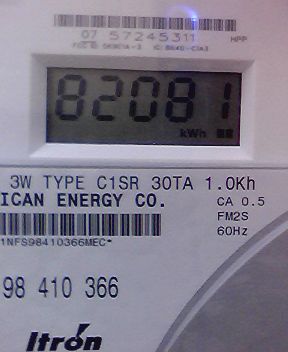 07 57245311 HPP
82081
kWh
3W TYPE C1SR 30TA 1.0Kh
ICAN ENERGY CO. CA 0.5
FM2S
1NFS98410366MEC* 60Hz
98 410 366
Itron